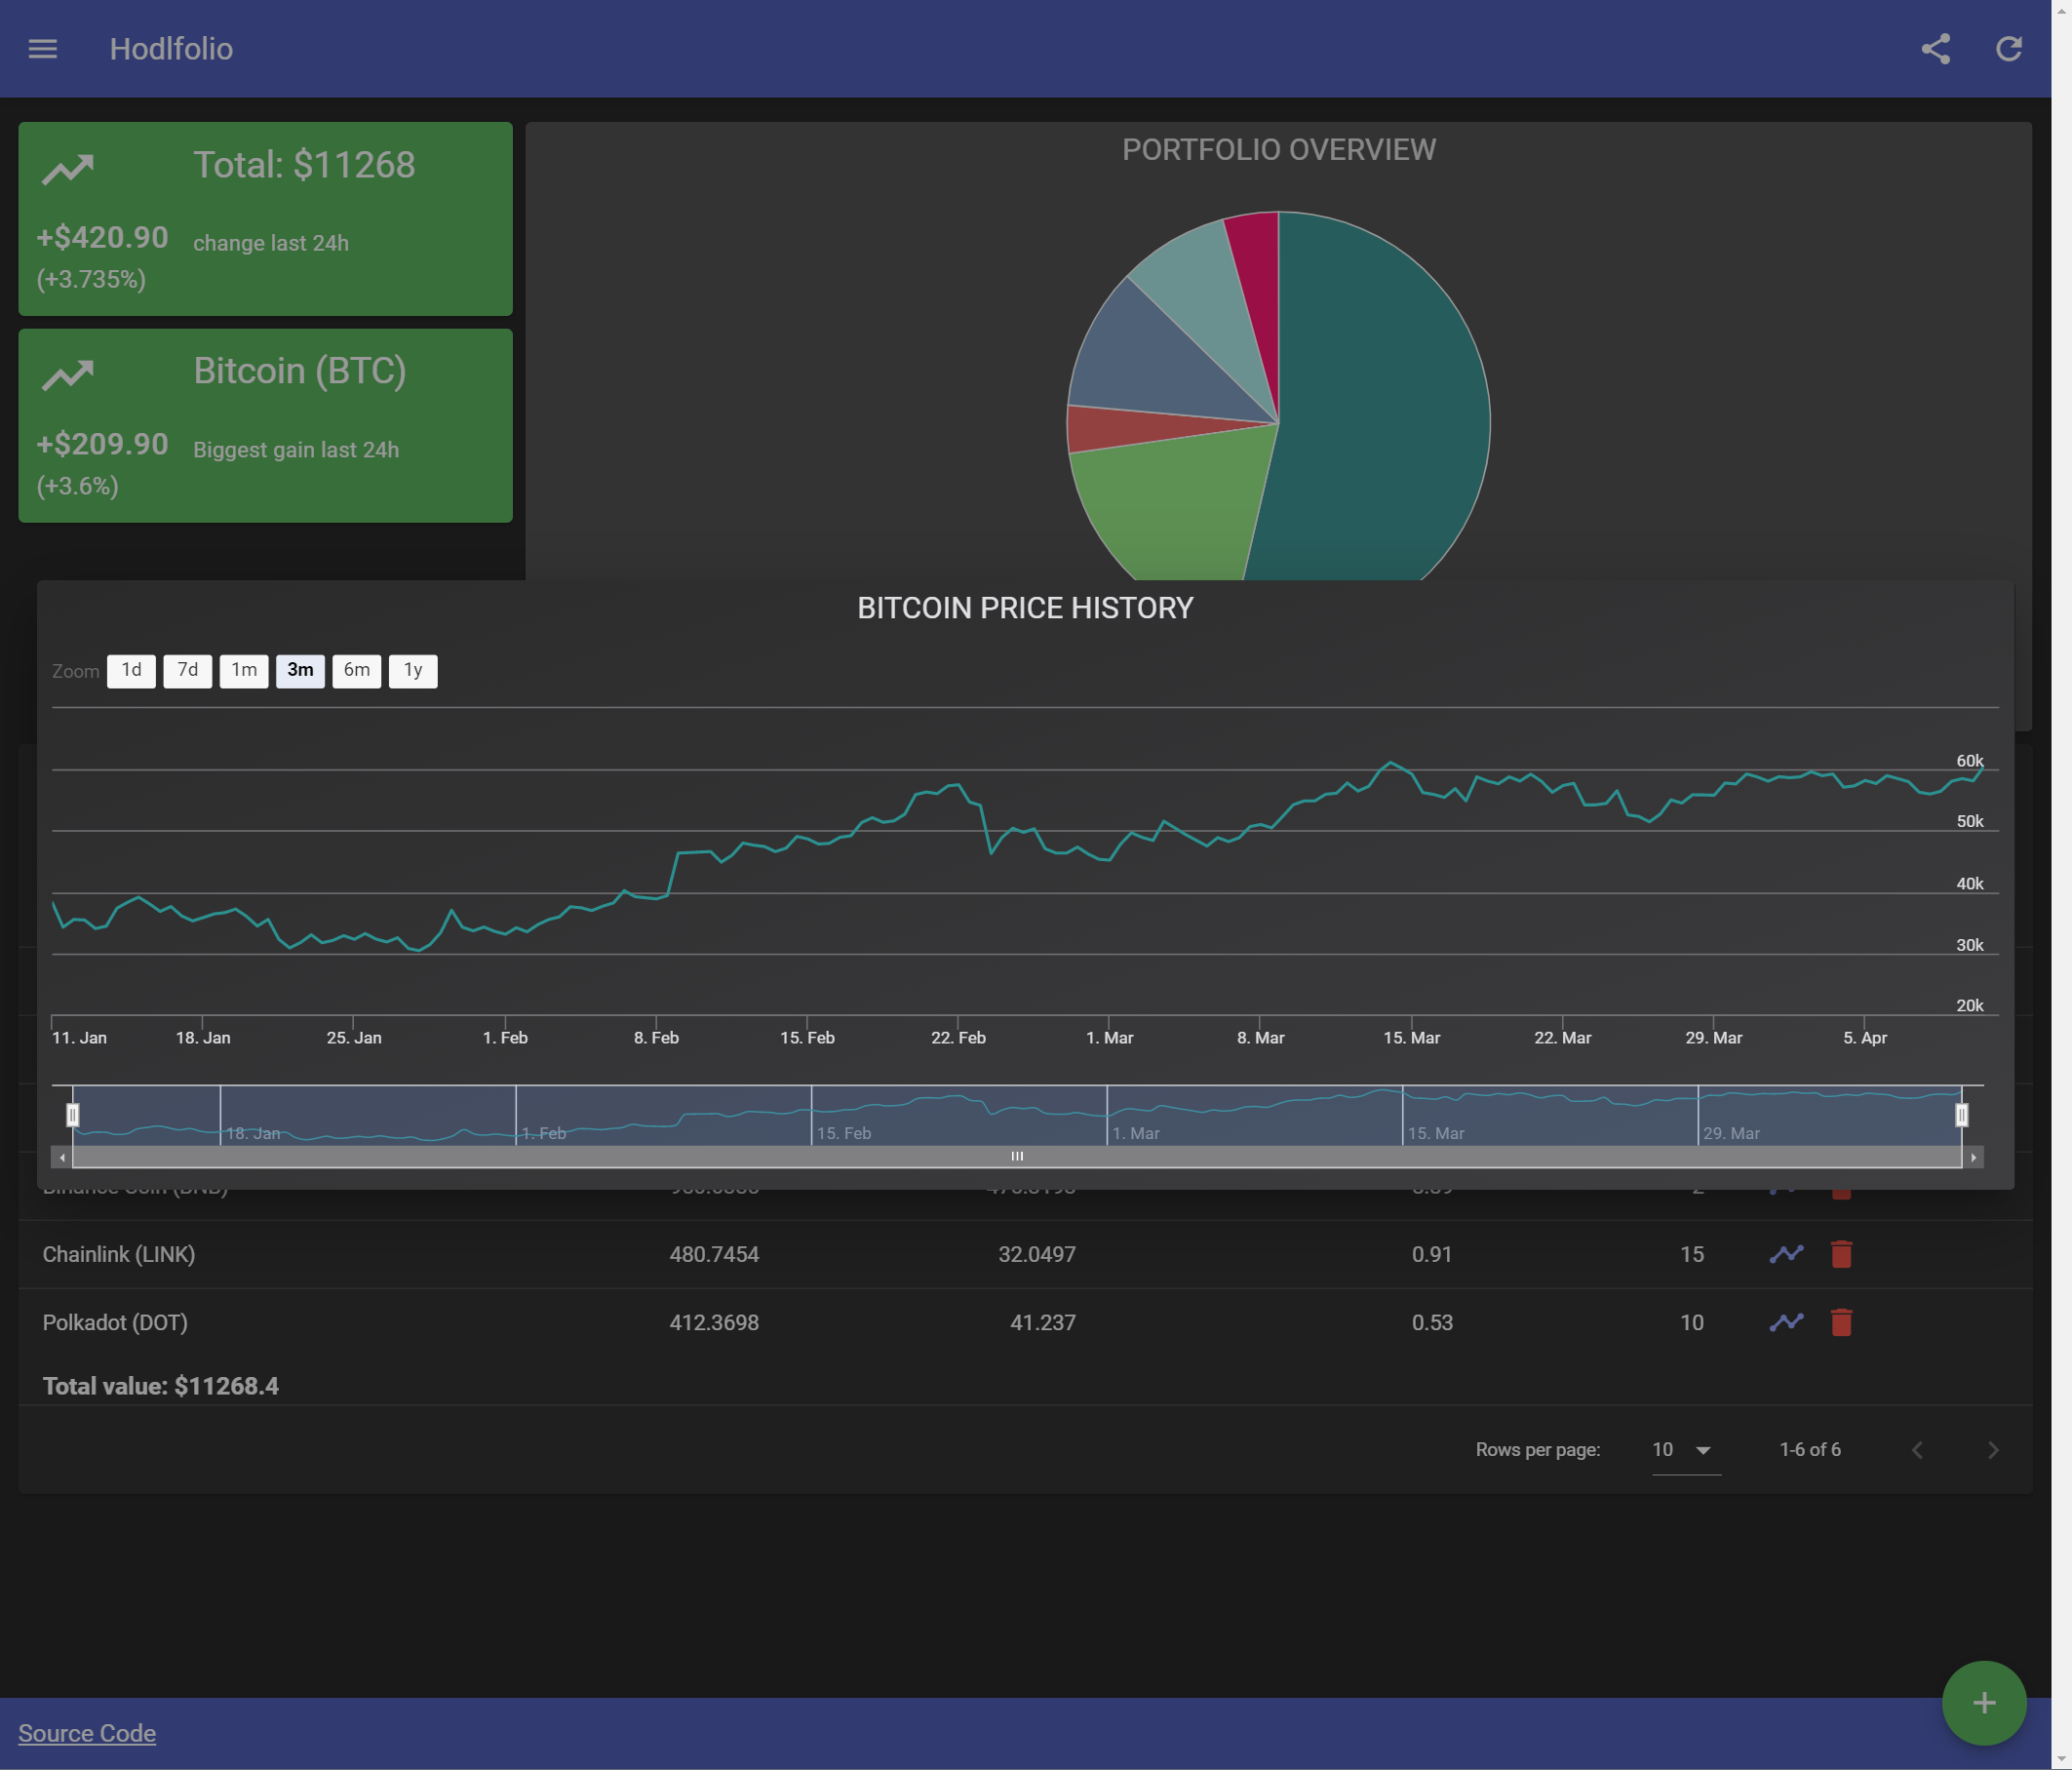 Hodlfolio
Total: $11268
+$420.90 change last 24h
(+3.735%)
Bitcoin (BTC)
+$209.90 Biggest gain last 24h
(+3.6%)
PORTFOLIO OVERVIEW
BITCOIN PRICE HISTORY
Zoom 1d 7d 1m 3m 6m 1y
60k
50k
40k
30k
20k
11. Jan 18. Jan 25. Jan 1. Feb 8. Feb 15. Feb 22. Feb 1. Mar 8. Mar 15. Mar 22. Mar 29. Mar 5. Apr
18. Jan 1. Feb 15. Feb 1. Mar 15. Mar 29. Mar
Binance Coin (BNB) 2
Chainlink (LINK) 480.7454 32.0497 0.91 15
Polkadot (DOT) 412.3698 41.237 0.53 10
Total value: $11268.4
Rows per page: 10 1-6 of 6
Source Code